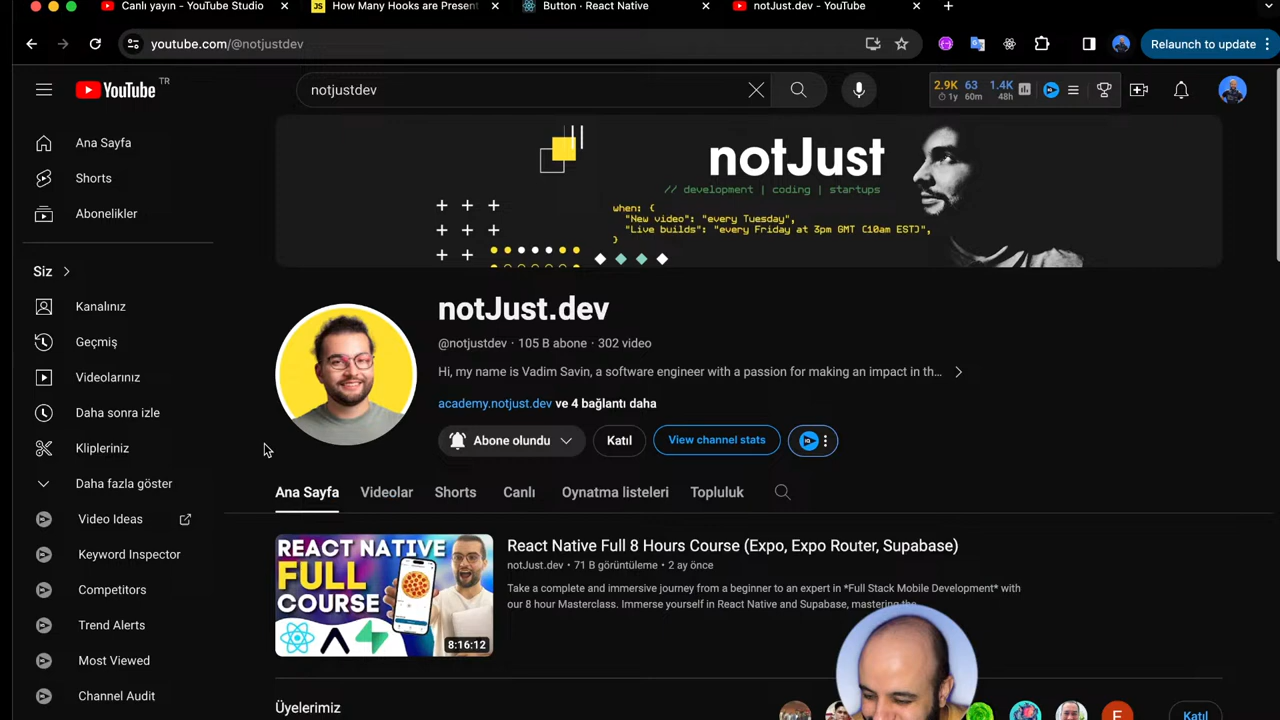 Canlı yayın - YouTube Studio
How Many Hooks are Present
Button · React Native
notJust.dev - YouTube
youtube.com/@notjustdev
Relaunch to update
YouTube TR
notjustdev
2.9K 63 1.4K
1y 60m 48h
Ana Sayfa
Shorts
Abonelikler
Siz
Kanalınız
Geçmiş
Videolarınız
Daha sonra izle
Klipleriniz
Daha fazla göster
Video Ideas
Keyword Inspector
Competitors
Trend Alerts
Most Viewed
Channel Audit
notJust
// development | coding | startups
when: {
"New video": "every Tuesday",
"Live builds": "every Friday at 3pm GMT (10am EST)",
}
notJust.dev
@notjustdev · 105 B abone · 302 video
Hi, my name is Vadim Savin, a software engineer with a passion for making an impact in th...
academy.notjust.dev ve 4 bağlantı daha
Abone olundu
Katıl
View channel stats
IQ
Ana Sayfa Videolar Shorts Canlı Oynatma listeleri Topluluk
REACT NATIVE
FULL
COURSE
8:16:12
React Native Full 8 Hours Course (Expo, Expo Router, Supabase)
notJust.dev · 71 B görüntüleme · 2 ay önce
Take a complete and immersive journey from a beginner to an expert in *Full Stack Mobile Development* with
our 8 hour Masterclass. Immerse yourself in React Native and Supabase, mastering the
Üyelerimiz
E
Katıl